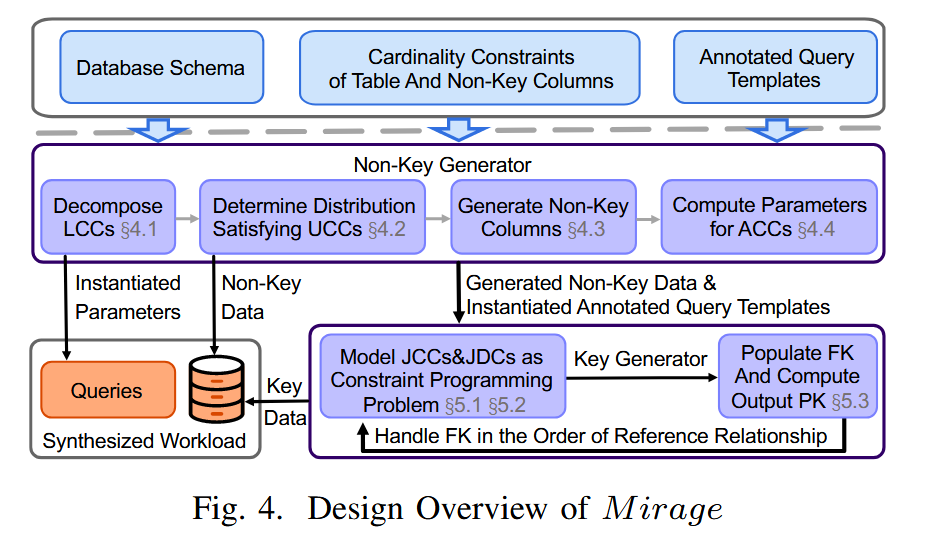 Database Schema
Cardinality Constraints
of Table And Non-Key Columns
Annotated Query
Templates
Non-Key Generator
Decompose
LCCs §4.1
Determine Distribution
Satisfying UCCs §4.2
Generate Non-Key
Columns §4.3
Compute Parameters
for ACCs §4.4
Instantiated
Parameters
Non-Key
Data
Generated Non-Key Data &
Instantiated Annotated Query Templates
Queries
Synthesized Workload
Key
Data
Model JCCs&JDCs as
Constraint Programming
Problem §5.1 §5.2
Key Generator
Populate FK
And Compute
Output PK §5.3
Handle FK in the Order of Reference Relationship
Fig. 4. Design Overview of Mirage